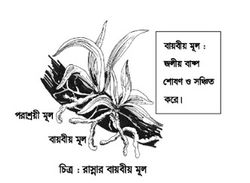 বায়বীয় মূল :
জলীয় বাষ্প
শোষণ ও সঞ্চিত
করে।
পরাশ্রয়ী মূল
বায়বীয় মূল
চিত্র : রাস্নার বায়বীয় মূল